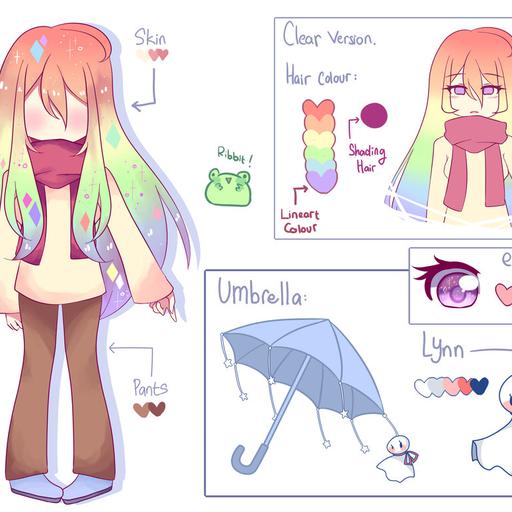 Skin
Clear Version.
Hair Colour:
Shading
Hair
Lineart
Colour
Ribbit!
Umbrella:
Lynn
Pants